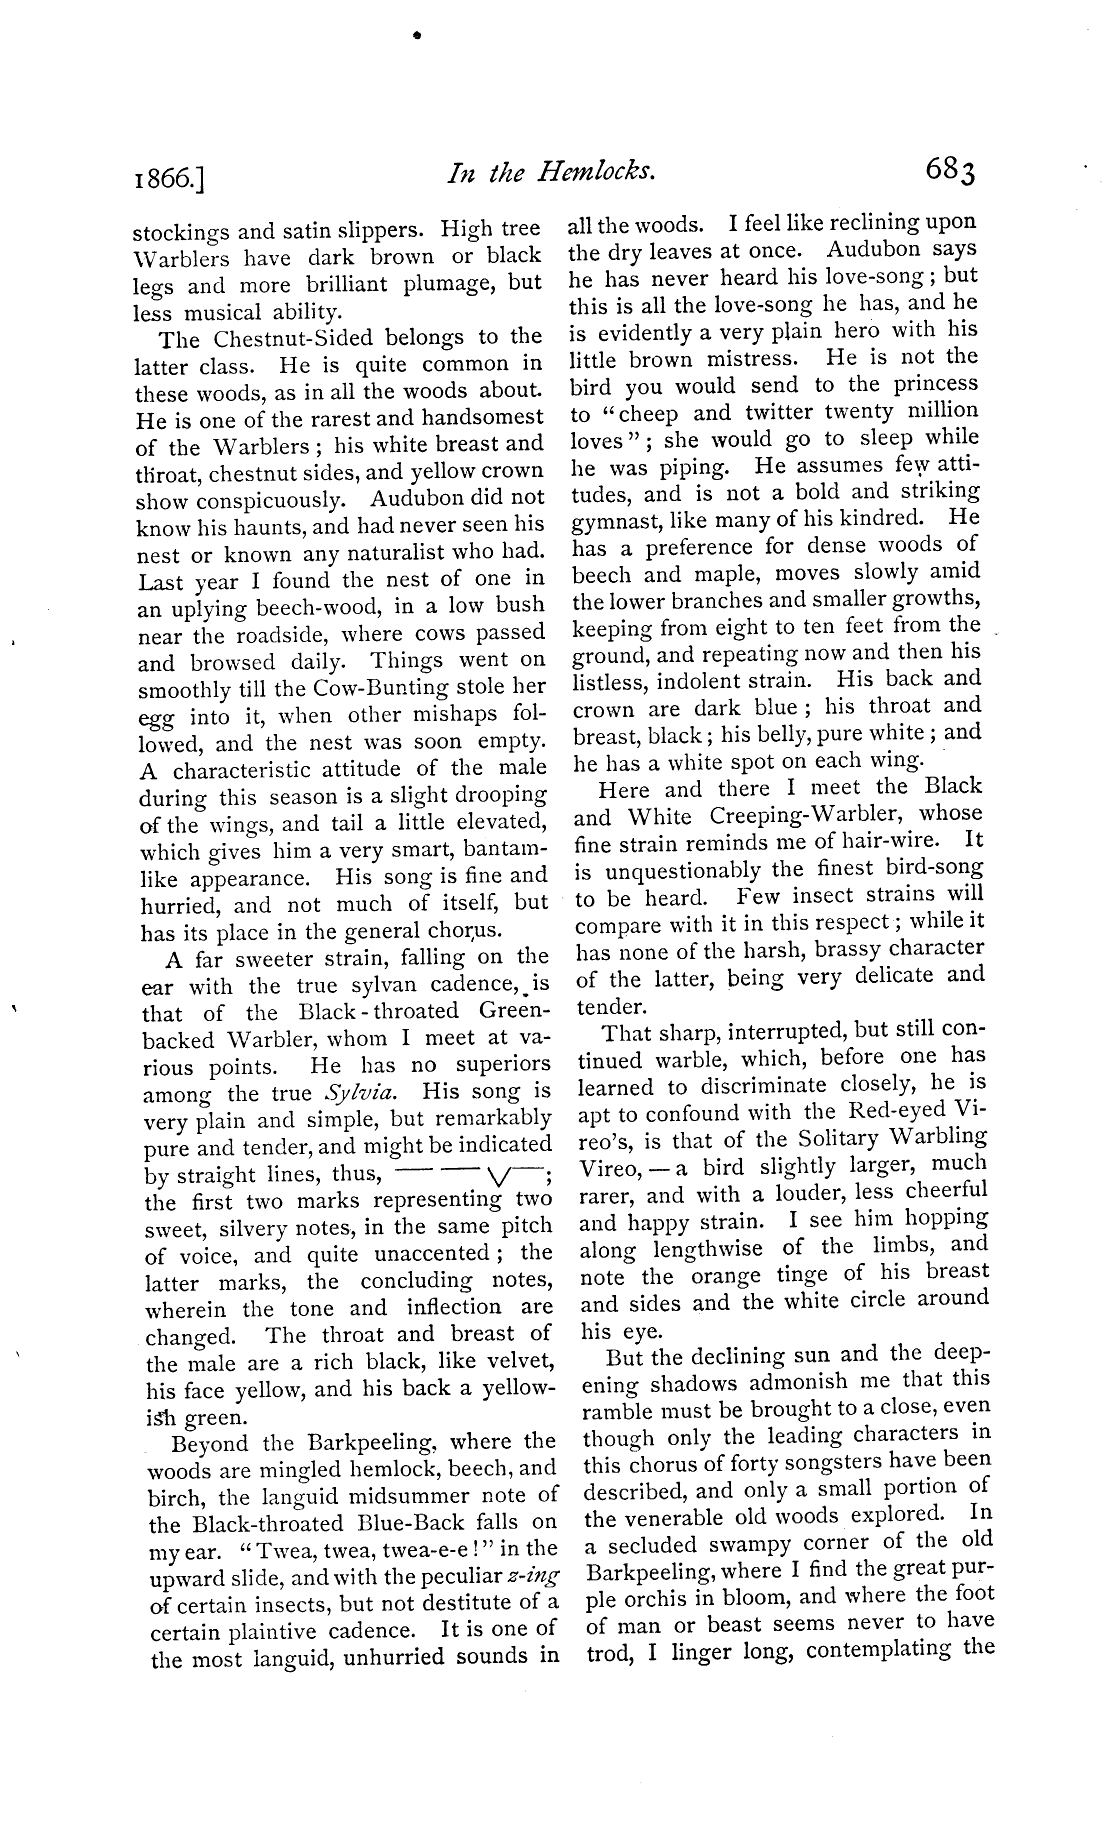 1866.] In the Hemlocks. 683
stockings and satin slippers. High tree
Warblers have dark brown or black
legs and more brilliant plumage, but
less musical ability.
The Chestnut-Sided belongs to the
latter class. He is quite common in
these woods, as in all the woods about.
He is one of the rarest and handsomest
of the Warblers; his white breast and
throat, chestnut sides, and yellow crown
show conspicuously. Audubon did not
know his haunts, and had never seen his
nest or known any naturalist who had.
Last year I found the nest of one in
an uplying beech-wood, in a low bush
near the roadside, where cows passed
and browsed daily. Things went on
smoothly till the Cow-Bunting stole her
egg into it, when other mishaps fol-
lowed, and the nest was soon empty.
A characteristic attitude of the male
during this season is a slight drooping
of the wings, and tail a little elevated,
which gives him a very smart, bantam-
like appearance. His song is fine and
hurried, and not much of itself, but
has its place in the general chorus.
A far sweeter strain, falling on the
ear with the true sylvan cadence, is
that of the Black-throated Green-
backed Warbler, whom I meet at va-
rious points. He has no superiors
among the true Sylvia. His song is
very plain and simple, but remarkably
pure and tender, and might be indicated
by straight lines, thus, — — \/—;
the first two marks representing two
sweet, silvery notes, in the same pitch
of voice, and quite unaccented; the
latter marks, the concluding notes,
wherein the tone and inflection are
changed. The throat and breast of
the male are a rich black, like velvet,
his face yellow, and his back a yellow-
ish green.
Beyond the Barkpeeling, where the
woods are mingled hemlock, beech, and
birch, the languid midsummer note of
the Black-throated Blue-Back falls on
my ear. "Twea, twea, twea-e-e!" in the
upward slide, and with the peculiar z-ing
of certain insects, but not destitute of a
certain plaintive cadence. It is one of
the most languid, unhurried sounds in
all the woods. I feel like reclining upon
the dry leaves at once. Audubon says
he has never heard his love-song; but
this is all the love-song he has, and he
is evidently a very plain hero with his
little brown mistress. He is not the
bird you would send to the princess
to "cheep and twitter twenty million
loves"; she would go to sleep while
he was piping. He assumes few atti-
tudes, and is not a bold and striking
gymnast, like many of his kindred. He
has a preference for dense woods of
beech and maple, moves slowly amid
the lower branches and smaller growths,
keeping from eight to ten feet from the
ground, and repeating now and then his
listless, indolent strain. His back and
crown are dark blue; his throat and
breast, black; his belly, pure white; and
he has a white spot on each wing.
Here and there I meet the Black
and White Creeping-Warbler, whose
fine strain reminds me of hair-wire. It
is unquestionably the finest bird-song
to be heard. Few insect strains will
compare with it in this respect; while it
has none of the harsh, brassy character
of the latter, being very delicate and
tender.
That sharp, interrupted, but still con-
tinued warble, which, before one has
learned to discriminate closely, he is
apt to confound with the Red-eyed Vi-
reo's, is that of the Solitary Warbling
Vireo, — a bird slightly larger, much
rarer, and with a louder, less cheerful
and happy strain. I see him hopping
along lengthwise of the limbs, and
note the orange tinge of his breast
and sides and the white circle around
his eye.
But the declining sun and the deep-
ening shadows admonish me that this
ramble must be brought to a close, even
though only the leading characters in
this chorus of forty songsters have been
described, and only a small portion of
the venerable old woods explored. In
a secluded swampy corner of the old
Barkpeeling, where I find the great pur-
ple orchis in bloom, and where the foot
of man or beast seems never to have
trod, I linger long, contemplating the